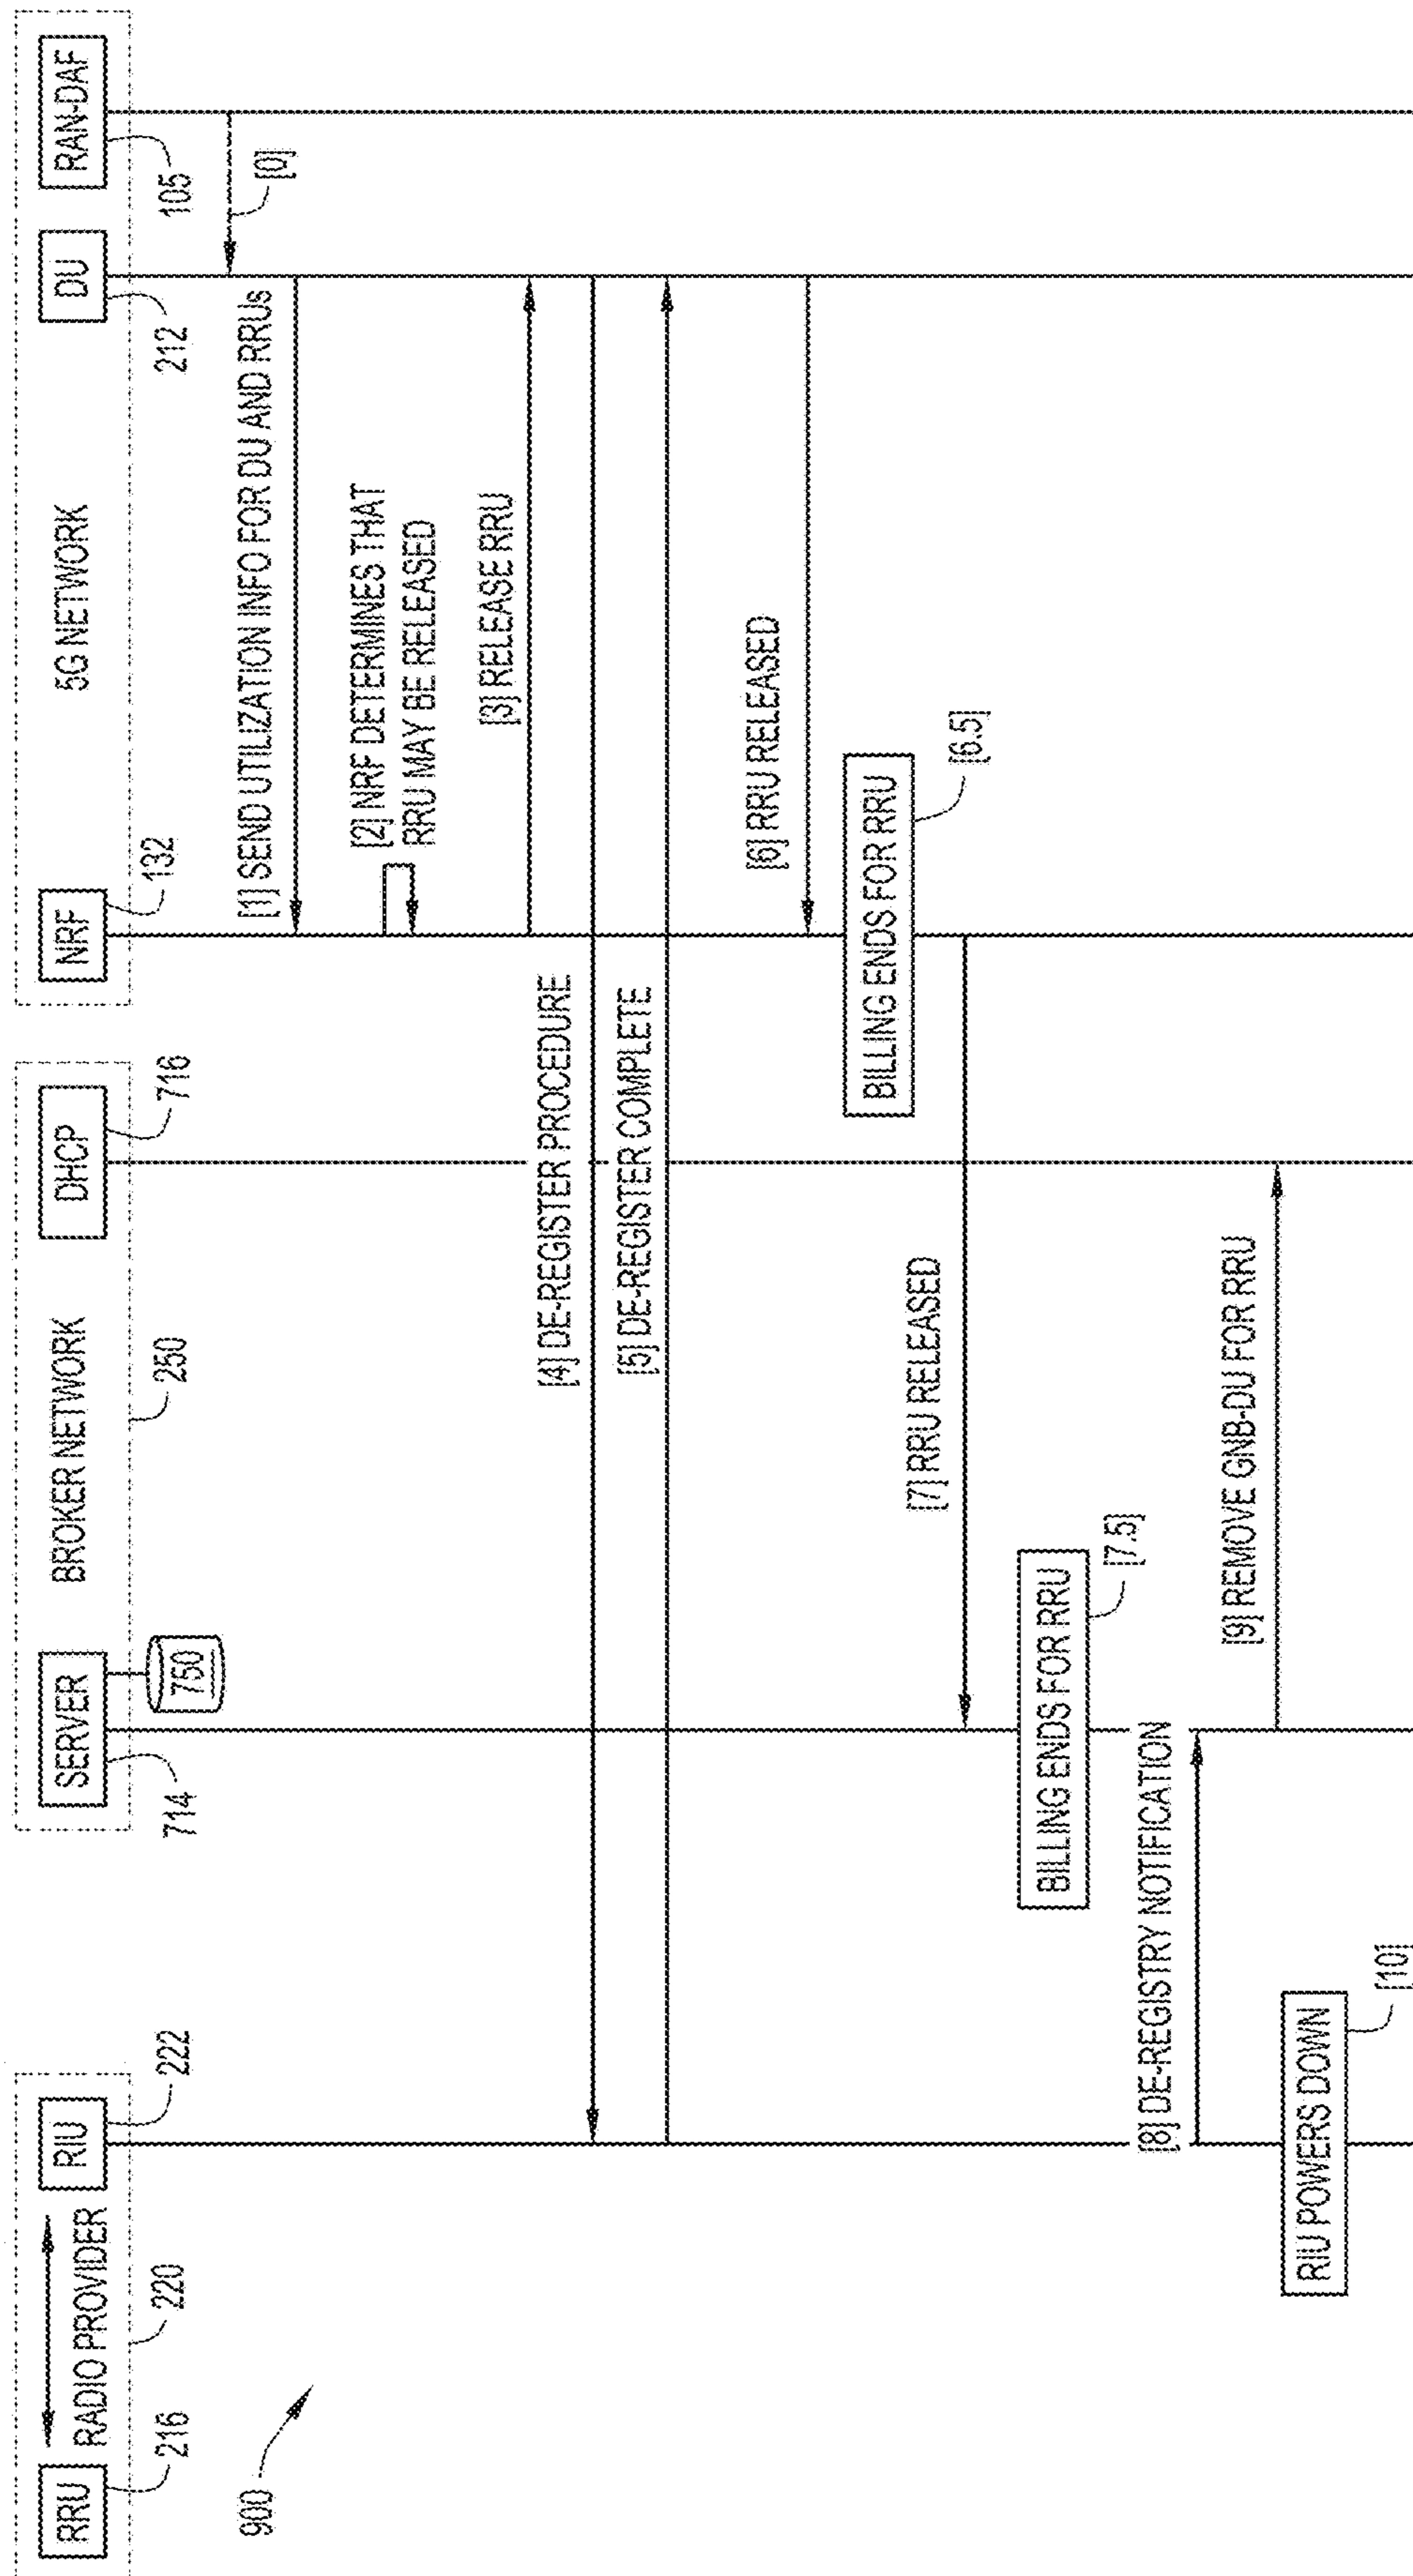 RRU
RADIO PROVIDER
RIU
216
220
222
SERVER
BROKER NETWORK
DHCP
714
750
250
716
NRF
5G NETWORK
DU
RAN-DAF
132
212
105
900
[0]
[1] SEND UTILIZATION INFO FOR DU AND RRUs
[2] NRF DETERMINES THAT
RRU MAY BE RELEASED
[3] RELEASE RRU
[4] DE-REGISTER PROCEDURE
[5] DE-REGISTER COMPLETE
[6] RRU RELEASED
BILLING ENDS FOR RRU
[6.5]
[7] RRU RELEASED
BILLING ENDS FOR RRU
[7.5]
[8] DE-REGISTRY NOTIFICATION
[9] REMOVE GNB-DU FOR RRU
RIU POWERS DOWN
[10]